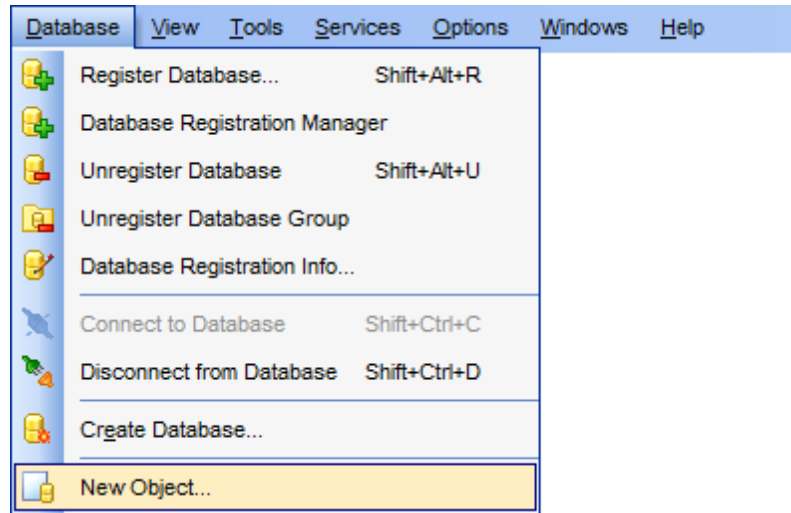 Database View Tools Services Options Windows Help
Register Database... Shift+Alt+R
Database Registration Manager
Unregister Database Shift+Alt+U
Unregister Database Group
Database Registration Info...
Connect to Database Shift+Ctrl+C
Disconnect from Database Shift+Ctrl+D
Create Database...
New Object...